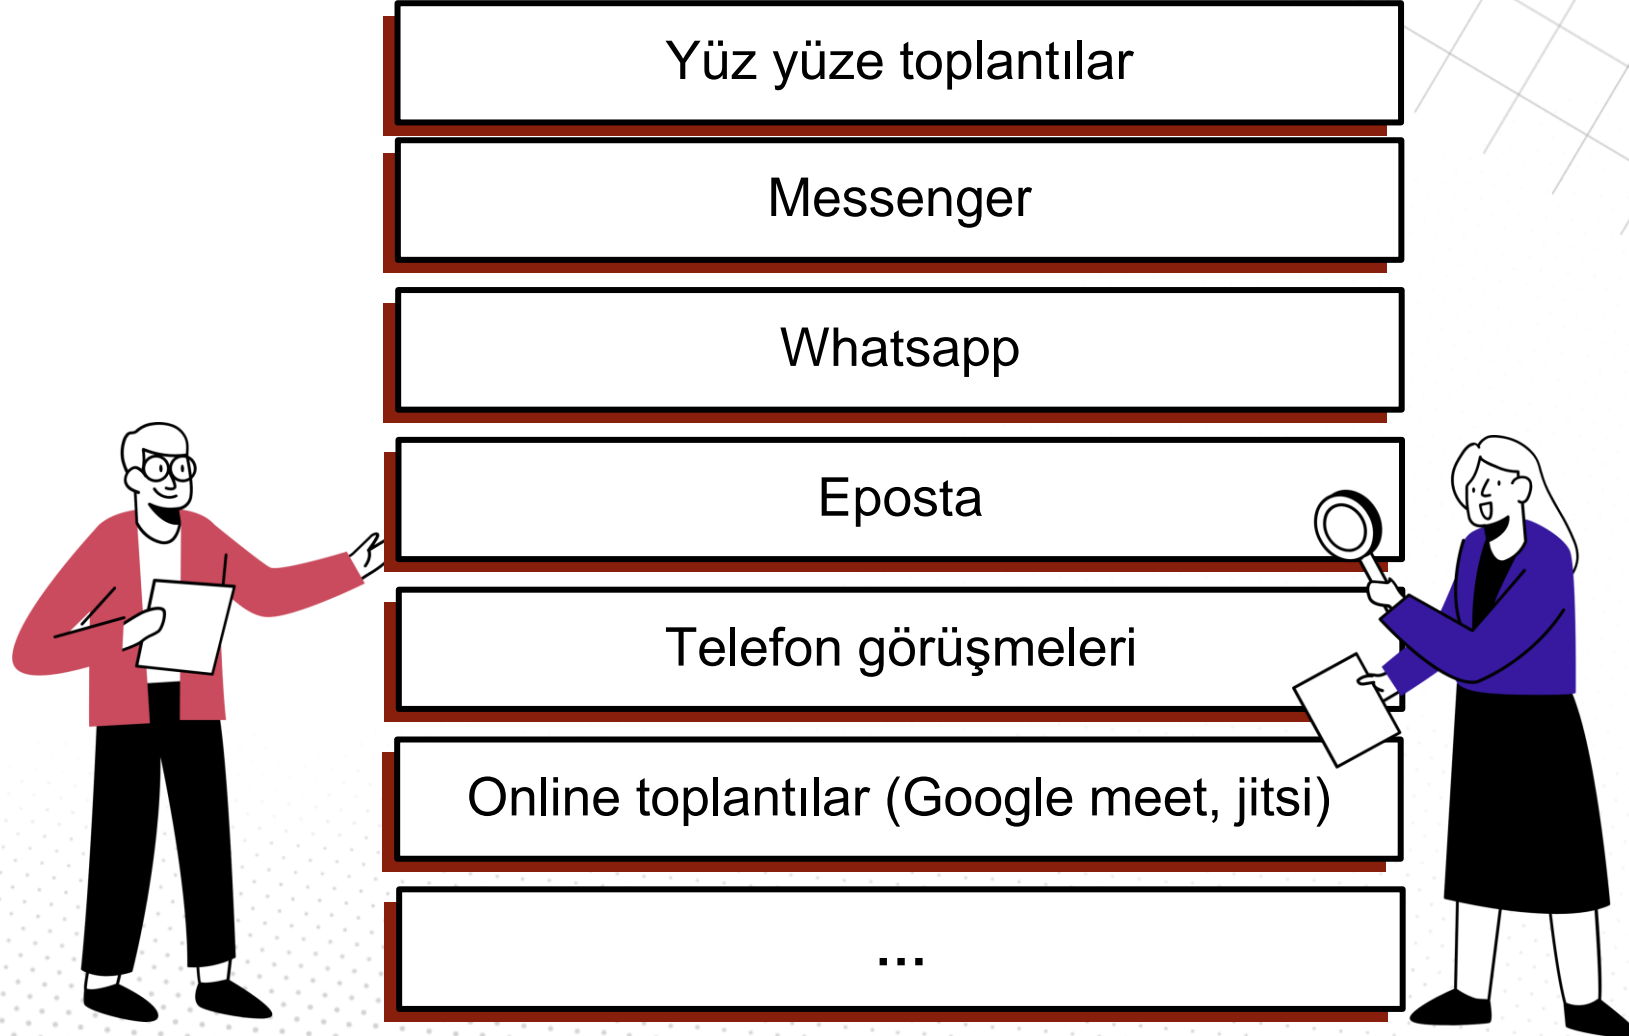 Yüz yüze toplantılar
Messenger
Whatsapp
Eposta
Telefon görüşmeleri
Online toplantılar (Google meet, jitsi)
...